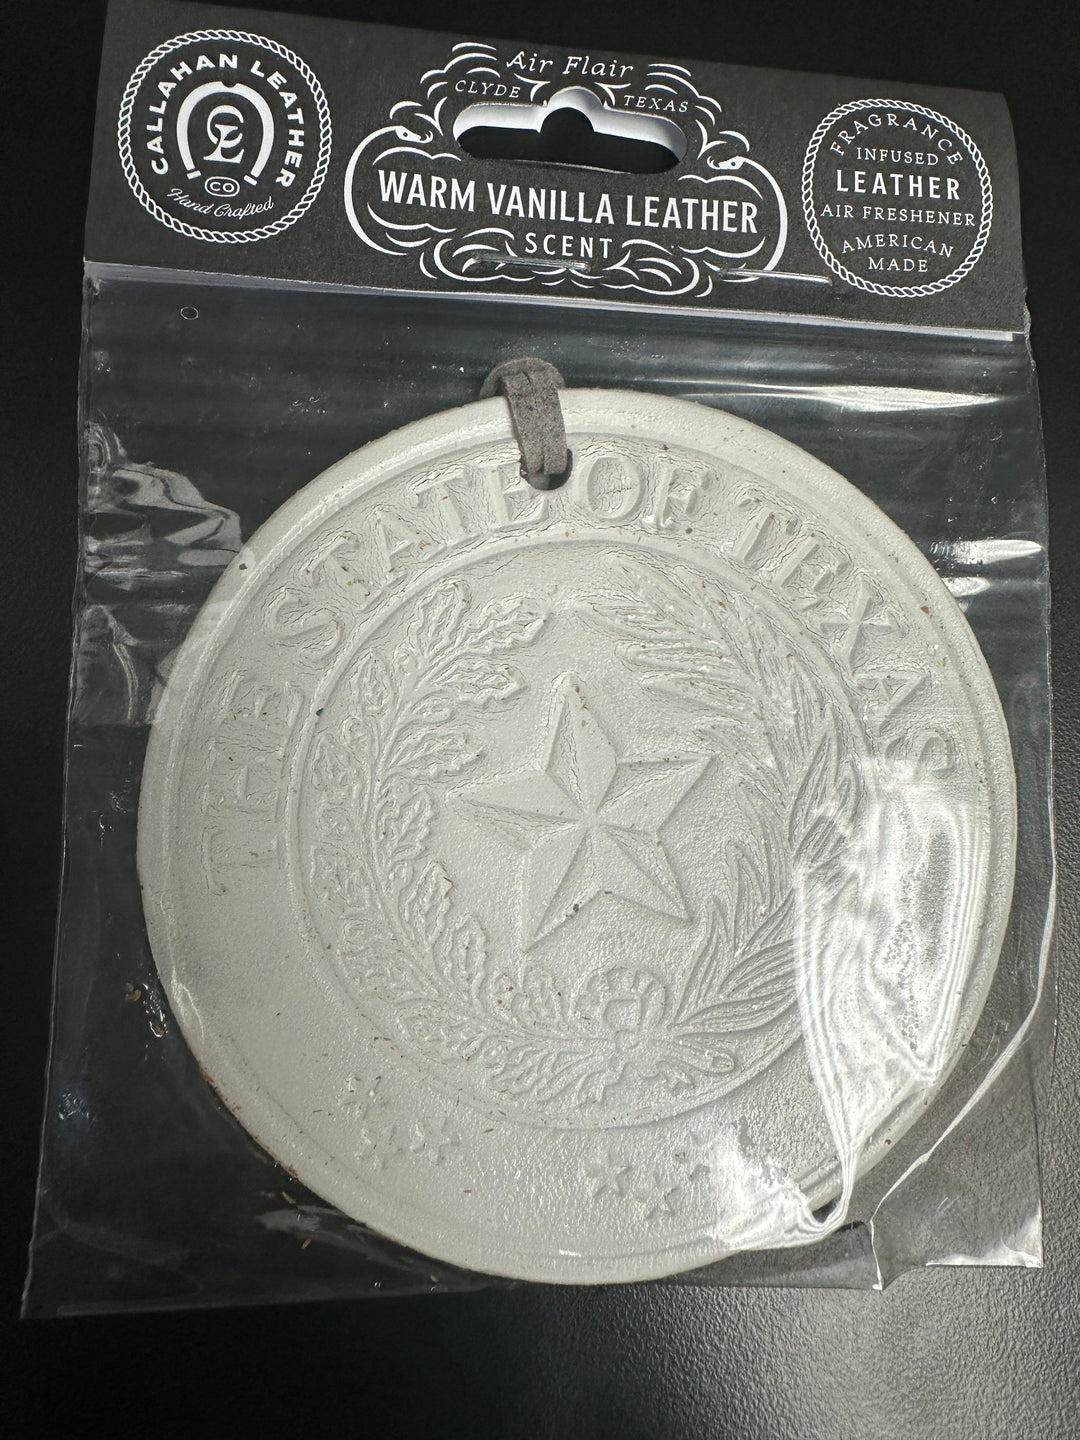 CALLAHAN LEATHER
CL
CO
Hand Crafted
Air Flair
CLYDE TEXAS
WARM VANILLA LEATHER
SCENT
FRAGRANCE
INFUSED
LEATHER
AIR FRESHENER
AMERICAN
MADE
THE STATE OF TEXAS